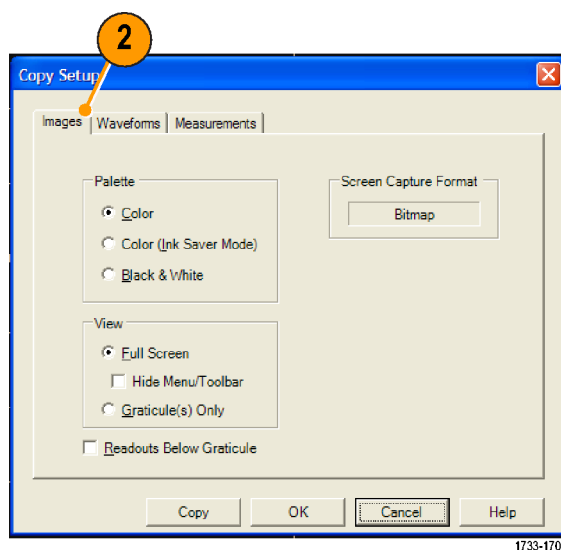 2
Copy Setup
Images Waveforms Measurements
Palette
Color
Color (Ink Saver Mode)
Black & White
Screen Capture Format
Bitmap
View
Full Screen
Hide Menu/Toolbar
Graticule(s) Only
Readouts Below Graticule
Copy OK Cancel Help
1733-170